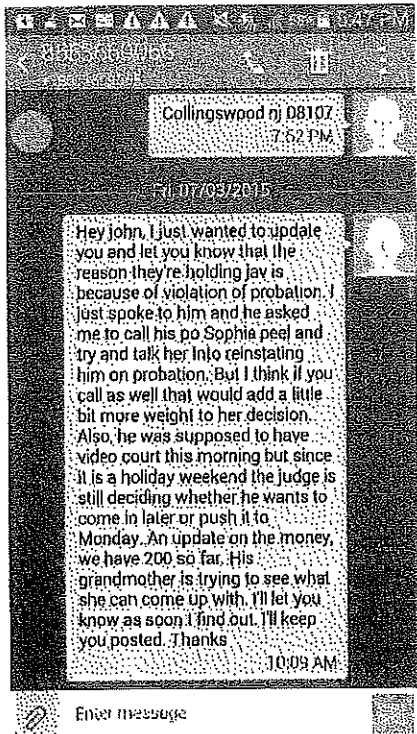 Collingswood nj 08107
7:52 PM
07/03/2015
Hey john, I just wanted to update
you and let you know that the
reason they're holding jay is
because of violation of probation. I
just spoke to him and he asked
me to call his po Sophia peel and
try and talk her into reinstating
him on probation. But I think if you
call as well that would add a little
bit more weight to her decision.
Also, he was supposed to have
video court this morning but since
it is a holiday weekend the judge is
still deciding whether he wants to
come in later or push it to
Monday. An update on the money,
we have 200 so far. His
grandmother is trying to see what
she can come up with. I'll let you
know as soon I find out. I'll keep
you posted. Thanks
10:09 AM
Enter message